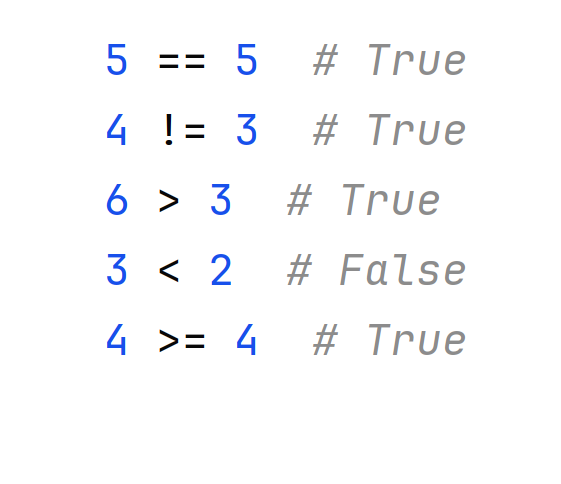 5 == 5  # True
4 != 3  # True
6 > 3  # True
3 < 2  # False
4 >= 4  # True